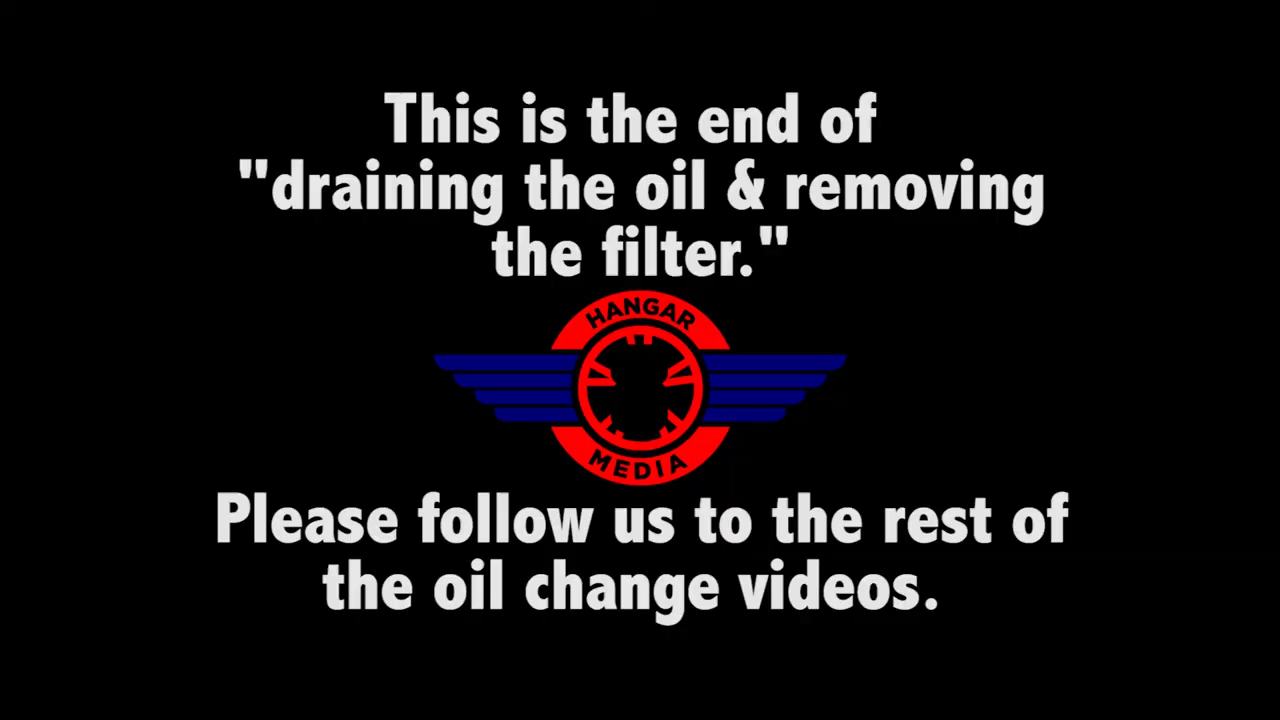 This is the end of
"draining the oil & removing
the filter."
HANGAR
MEDIA
Please follow us to the rest of
the oil change videos.